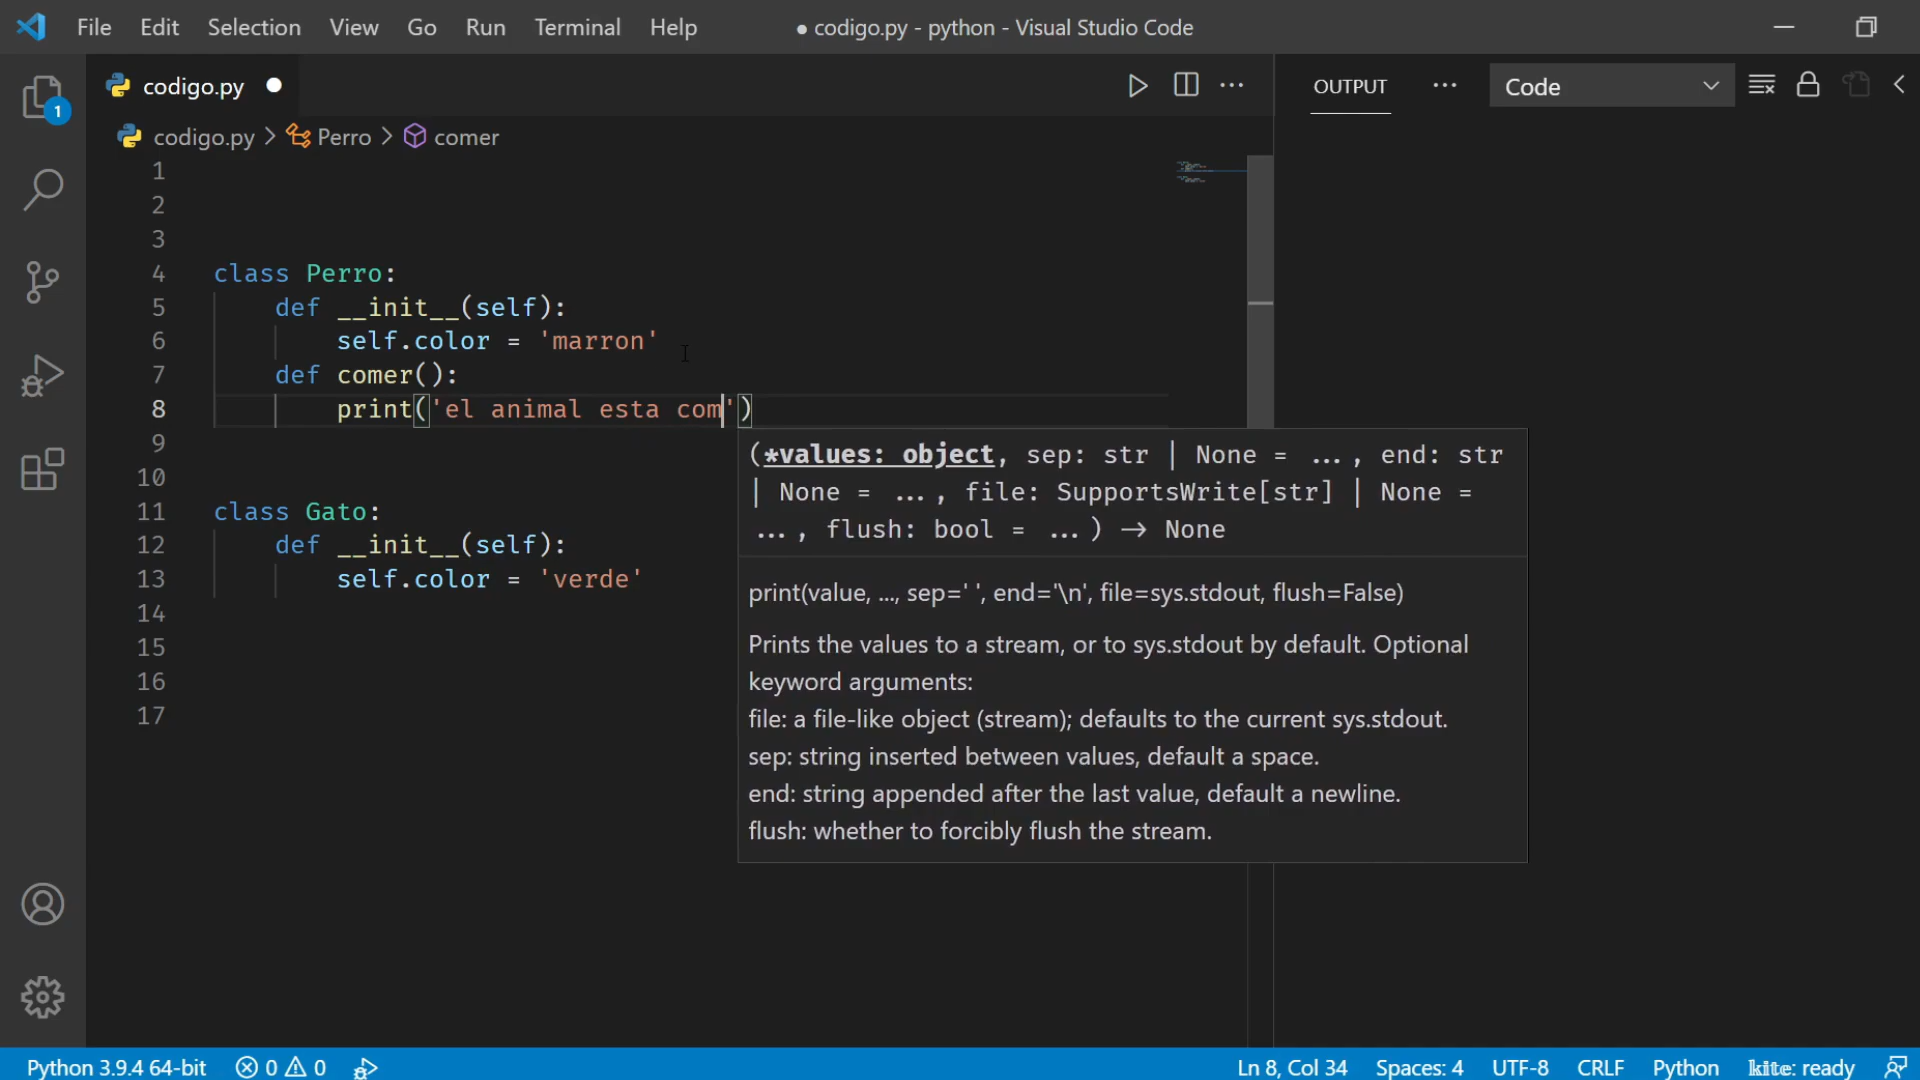 File Edit Selection View Go Run Terminal Help ● codigo.py - python - Visual Studio Code
codigo.py ● OUTPUT ··· Code
codigo.py > Perro > comer
1
1
2
3
4 class Perro:
5 def __init__(self):
6 self.color = 'marron'
7 def comer():
8 print('el animal esta com')
9
10
11 class Gato:
12 def __init__(self):
13 self.color = 'verde'
14
15
16
17
(*values: object, sep: str | None = ..., end: str
| None = ..., file: SupportsWrite[str] | None =
..., flush: bool = ...) → None
print(value, ..., sep=' ', end='\n', file=sys.stdout, flush=False)
Prints the values to a stream, or to sys.stdout by default. Optional
keyword arguments:
file: a file-like object (stream); defaults to the current sys.stdout.
sep: string inserted between values, default a space.
end: string appended after the last value, default a newline.
flush: whether to forcibly flush the stream.
Python 3.9.4 64-bit 0 0 Ln 8, Col 34 Spaces: 4 UTF-8 CRLF Python kite: ready